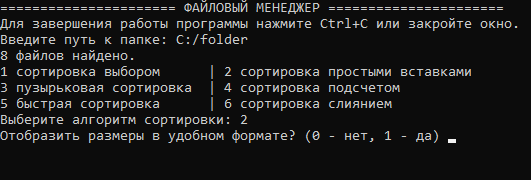 ====================== ФАЙЛОВЫЙ МЕНЕДЖЕР ======================
Для завершения работы программы нажмите Ctrl+C или закройте окно.
Введите путь к папке: C:/folder
8 файлов найдено.
1 сортировка выбором | 2 сортировка простыми вставками
3 пузырьковая сортировка | 4 сортировка подсчетом
5 быстрая сортировка | 6 сортировка слиянием
Выберите алгоритм сортировки: 2
Отобразить размеры в удобном формате? (0 - нет, 1 - да) _